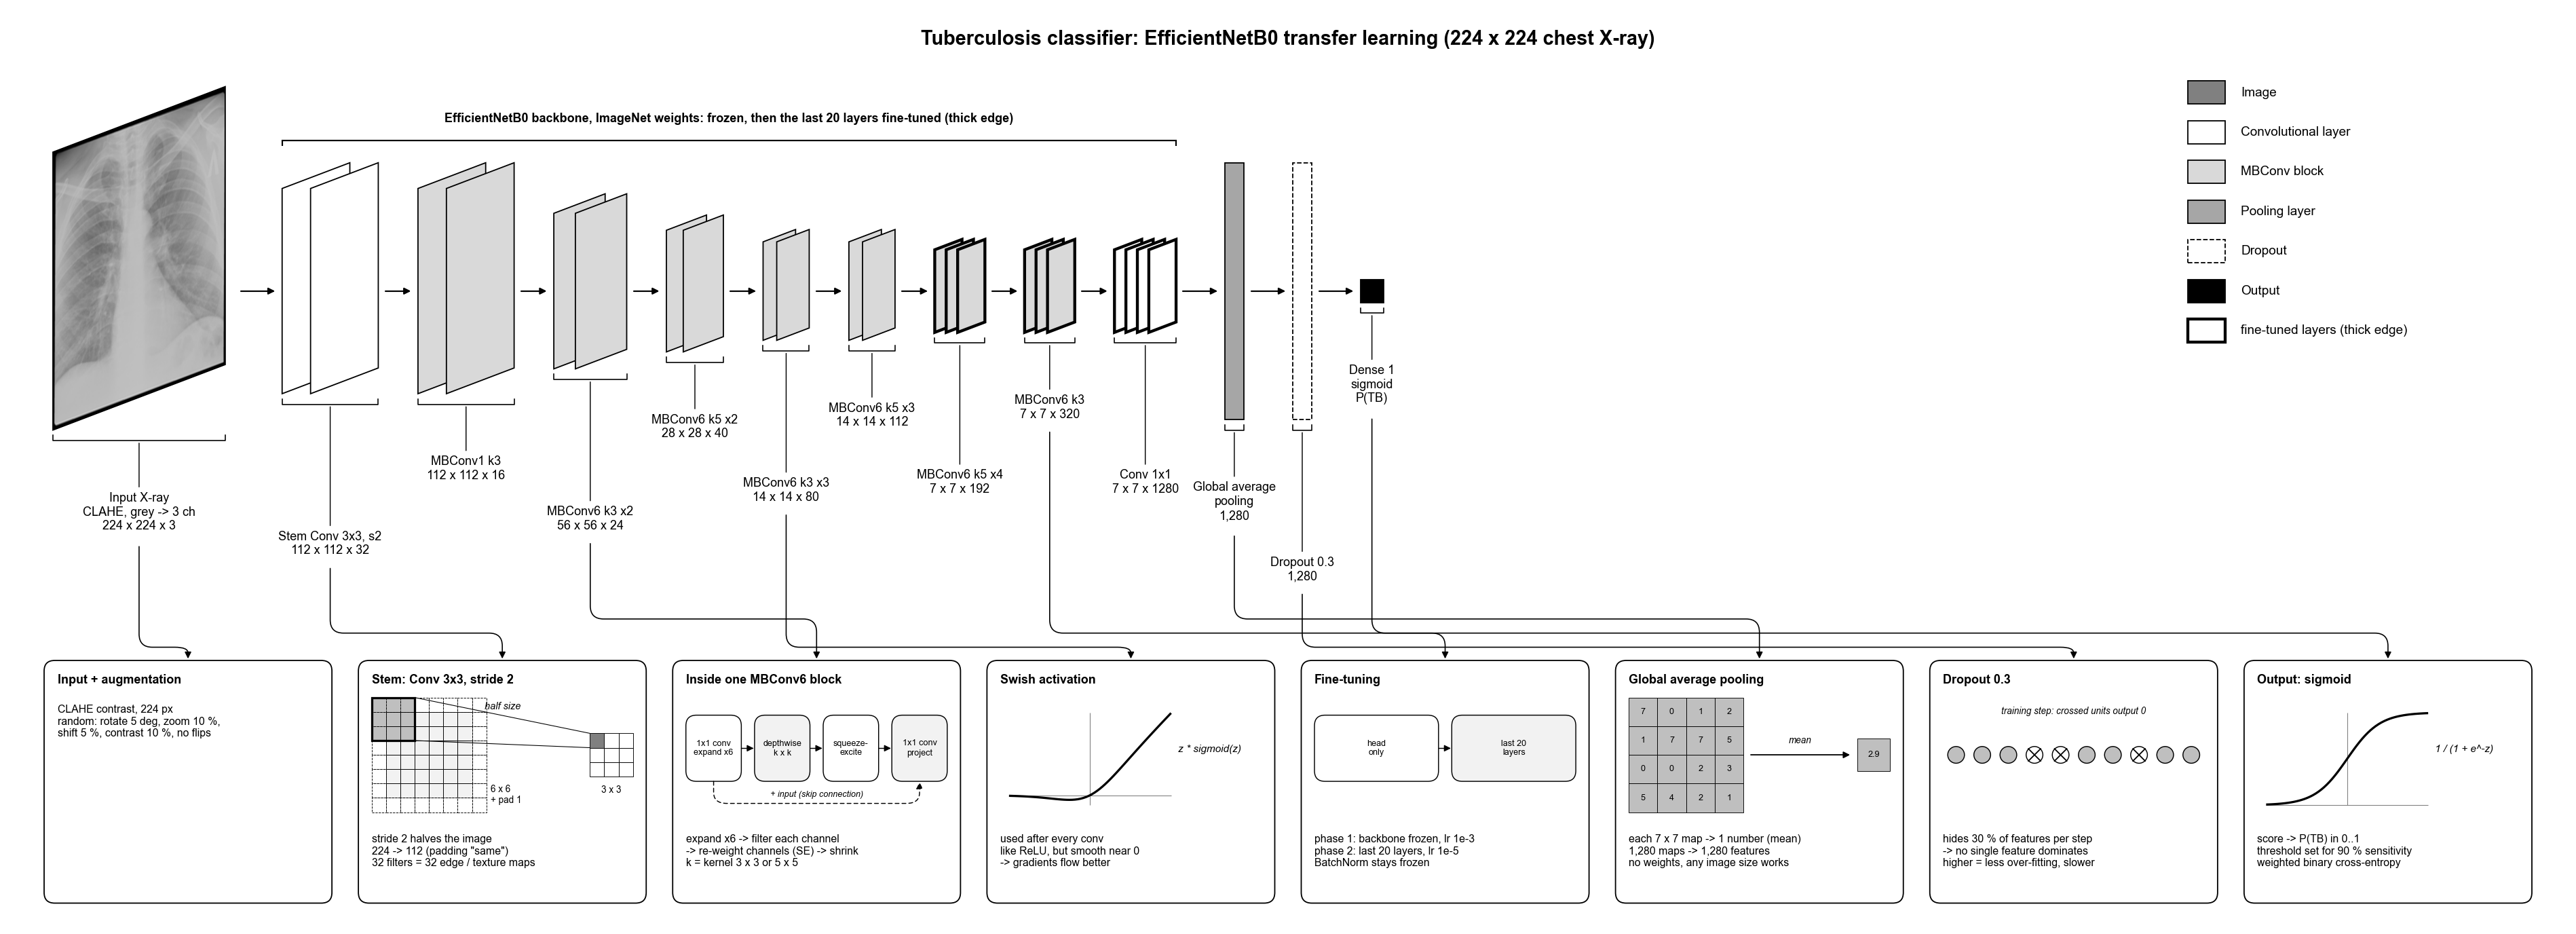 Tuberculosis classifier: EfficientNetB0 transfer learning (224 x 224 chest X-ray)
EfficientNetB0 backbone, ImageNet weights: frozen, then the last 20 layers fine-tuned (thick edge)
Image
Convolutional layer
MBConv block
Pooling layer
Dropout
Output
fine-tuned layers (thick edge)
Input X-ray
CLAHE, grey -> 3 ch
224 x 224 x 3
Stem Conv 3x3, s2
112 x 112 x 32
MBConv1 k3
112 x 112 x 16
MBConv6 k3 x2
56 x 56 x 24
MBConv6 k5 x2
28 x 28 x 40
MBConv6 k3 x3
14 x 14 x 80
MBConv6 k5 x3
14 x 14 x 112
MBConv6 k5 x4
7 x 7 x 192
MBConv6 k3
7 x 7 x 320
Conv 1x1
7 x 7 x 1280
Global average
pooling
1,280
Dropout 0.3
1,280
Dense 1
sigmoid
P(TB)
Input + augmentation
CLAHE contrast, 224 px
random: rotate 5 deg, zoom 10 %,
shift 5 %, contrast 10 %, no flips
Stem: Conv 3x3, stride 2
half size
6 x 6
+ pad 1
3 x 3
stride 2 halves the image
224 -> 112 (padding "same")
32 filters = 32 edge / texture maps
Inside one MBConv6 block
1x1 conv
expand x6
depthwise
k x k
squeeze-
excite
1x1 conv
project
+ input (skip connection)
expand x6 -> filter each channel
-> re-weight channels (SE) -> shrink
k = kernel 3 x 3 or 5 x 5
Swish activation
z * sigmoid(z)
used after every conv
like ReLU, but smooth near 0
-> gradients flow better
Fine-tuning
head
only
last 20
layers
phase 1: backbone frozen, lr 1e-3
phase 2: last 20 layers, lr 1e-5
BatchNorm stays frozen
Global average pooling
7 0 1 2
1 7 7 5
0 0 2 3
5 4 2 1
mean
2.9
each 7 x 7 map -> 1 number (mean)
1,280 maps -> 1,280 features
no weights, any image size works
Dropout 0.3
training step: crossed units output 0
hides 30 % of features per step
-> no single feature dominates
higher = less over-fitting, slower
Output: sigmoid
1 / (1 + e^-z)
score -> P(TB) in 0..1
threshold set for 90 % sensitivity
weighted binary cross-entropy